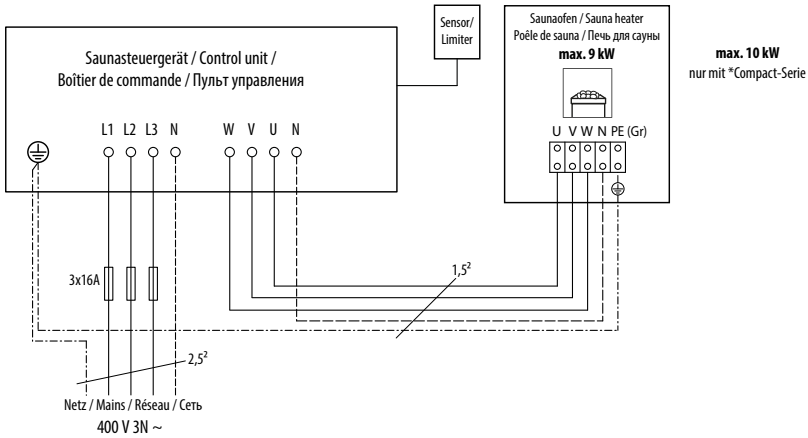 Sensor/
Limiter
Saunaofen / Sauna heater
Poêle de sauna / Печь для сауны
max. 9 kW
max. 10 kW
nur mit *Compact-Serie
Saunasteuergerät / Control unit /
Boîtier de commande / Пульт управления
L1 L2 L3 N W V U N
U V W N PE (Gr)
3x16A
1,5²
2,5²
Netz / Mains / Réseau / Сеть
400 V 3N ~